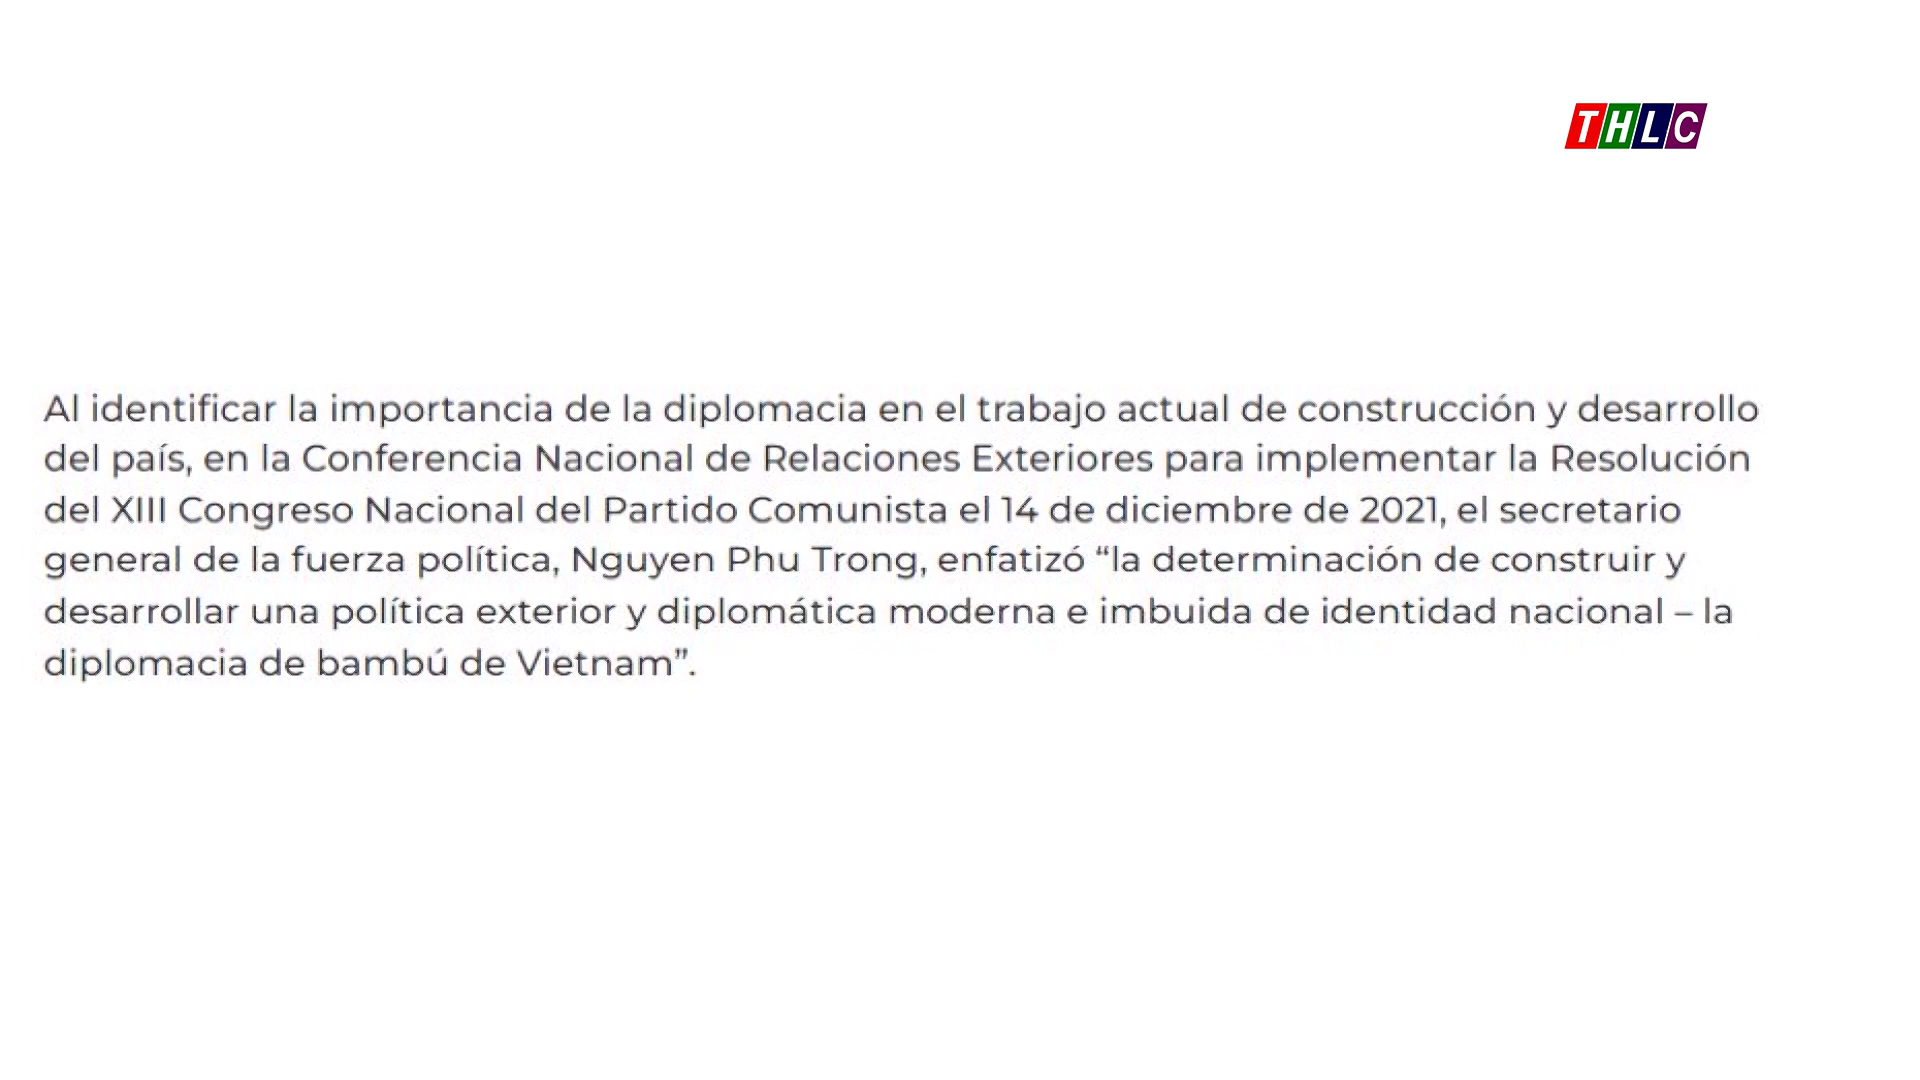 THLC
Al identificar la importancia de la diplomacia en el trabajo actual de construcción y desarrollo
del país, en la Conferencia Nacional de Relaciones Exteriores para implementar la Resolución
del XIII Congreso Nacional del Partido Comunista el 14 de diciembre de 2021, el secretario
general de la fuerza política, Nguyen Phu Trong, enfatizó “la determinación de construir y
desarrollar una política exterior y diplomática moderna e imbuida de identidad nacional – la
diplomacia de bambú de Vietnam”.